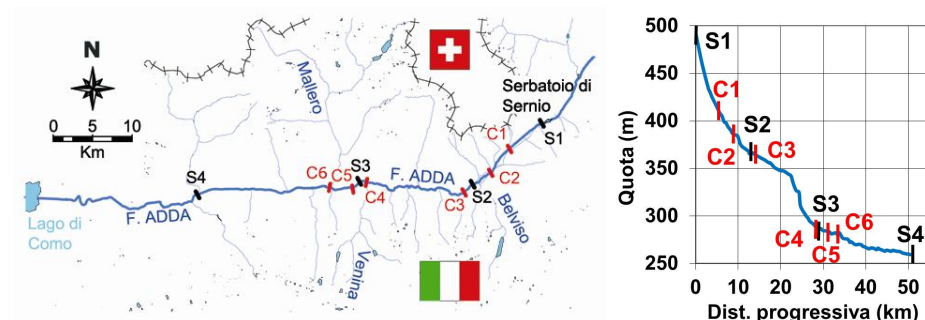 N
0 5 10
Km
Mallero
Serbatoio di
Sernio
S1
C1
C2
S2
C3
Belviso
F. ADDA
S3
C4
C5
C6
Venina
S4
F. ADDA
Lago di
Como
Quota (m)
500
450
400
350
300
250
S1
C1
S2
C2
C3
S3
C6
C4
C5
S4
0 10 20 30 40 50
Dist. progressiva (km)